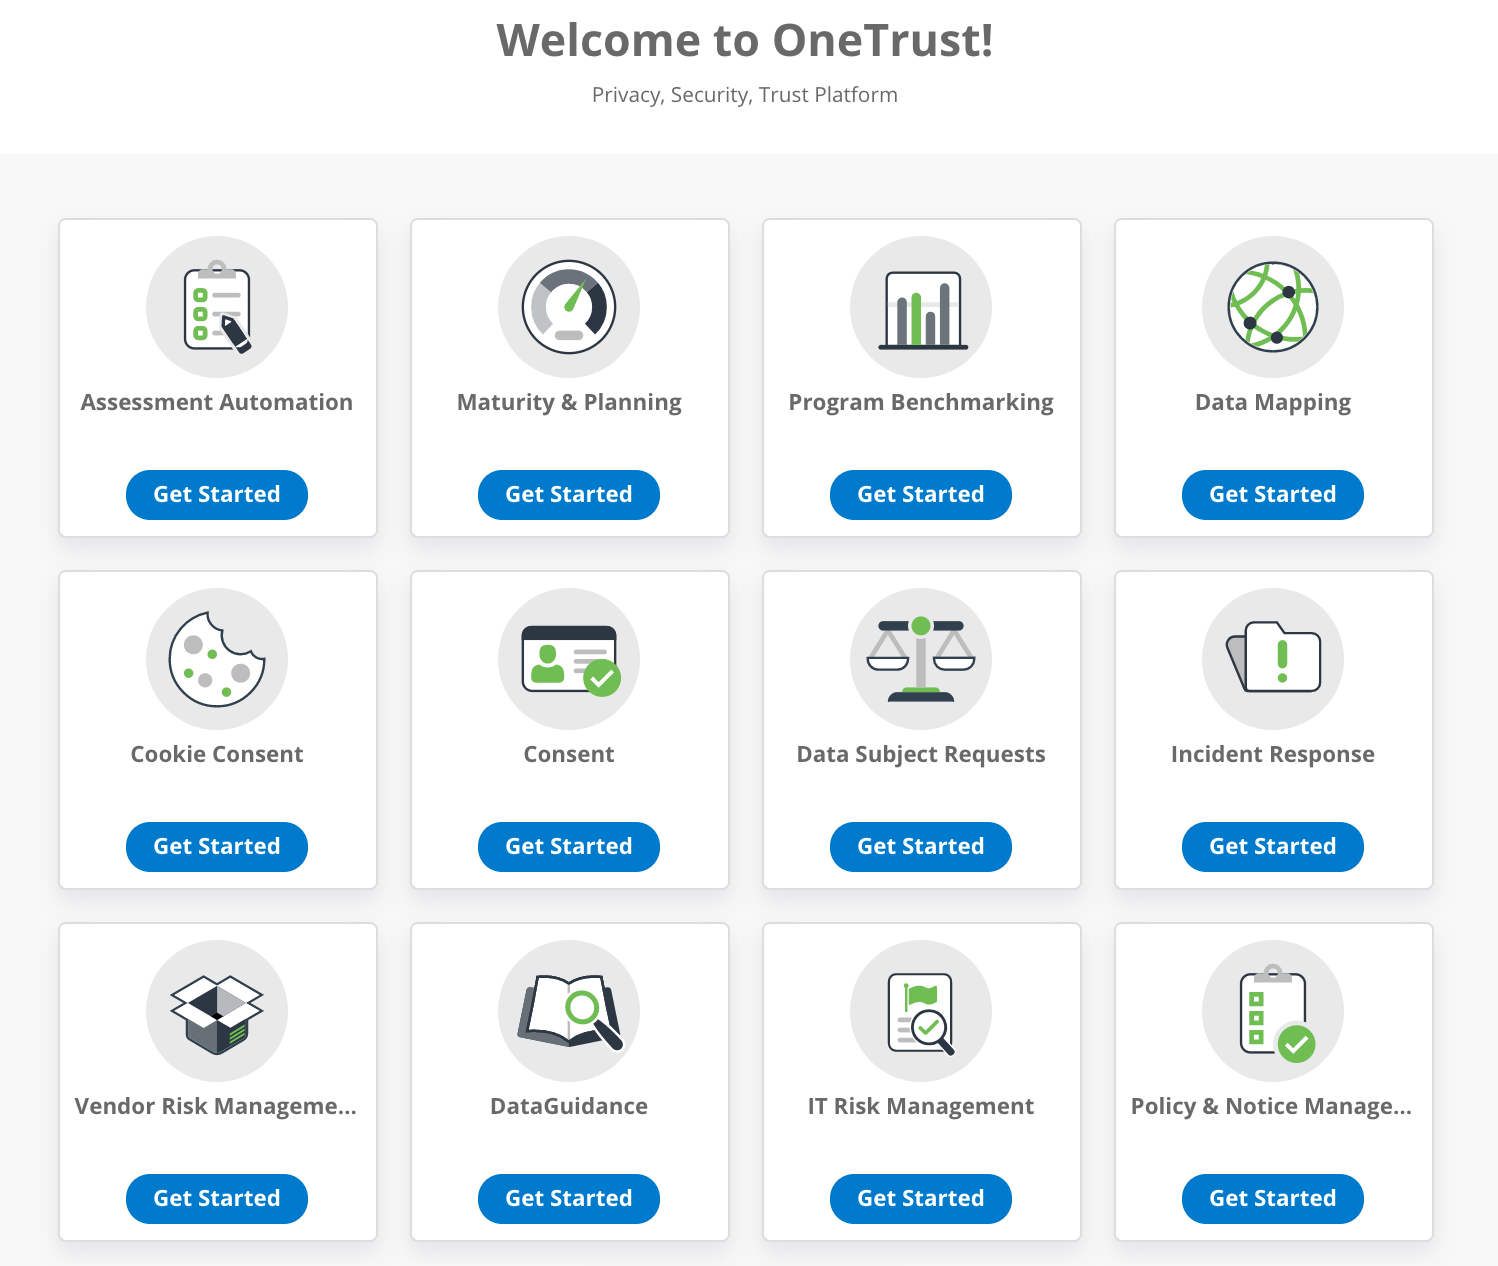 Welcome to OneTrust!
Privacy, Security, Trust Platform
Assessment Automation
Maturity & Planning
Program Benchmarking
Data Mapping
Get Started
Get Started
Get Started
Get Started
Cookie Consent
Consent
Data Subject Requests
Incident Response
Get Started
Get Started
Get Started
Get Started
Vendor Risk Manageme...
DataGuidance
IT Risk Management
Policy & Notice Manage...
Get Started
Get Started
Get Started
Get Started